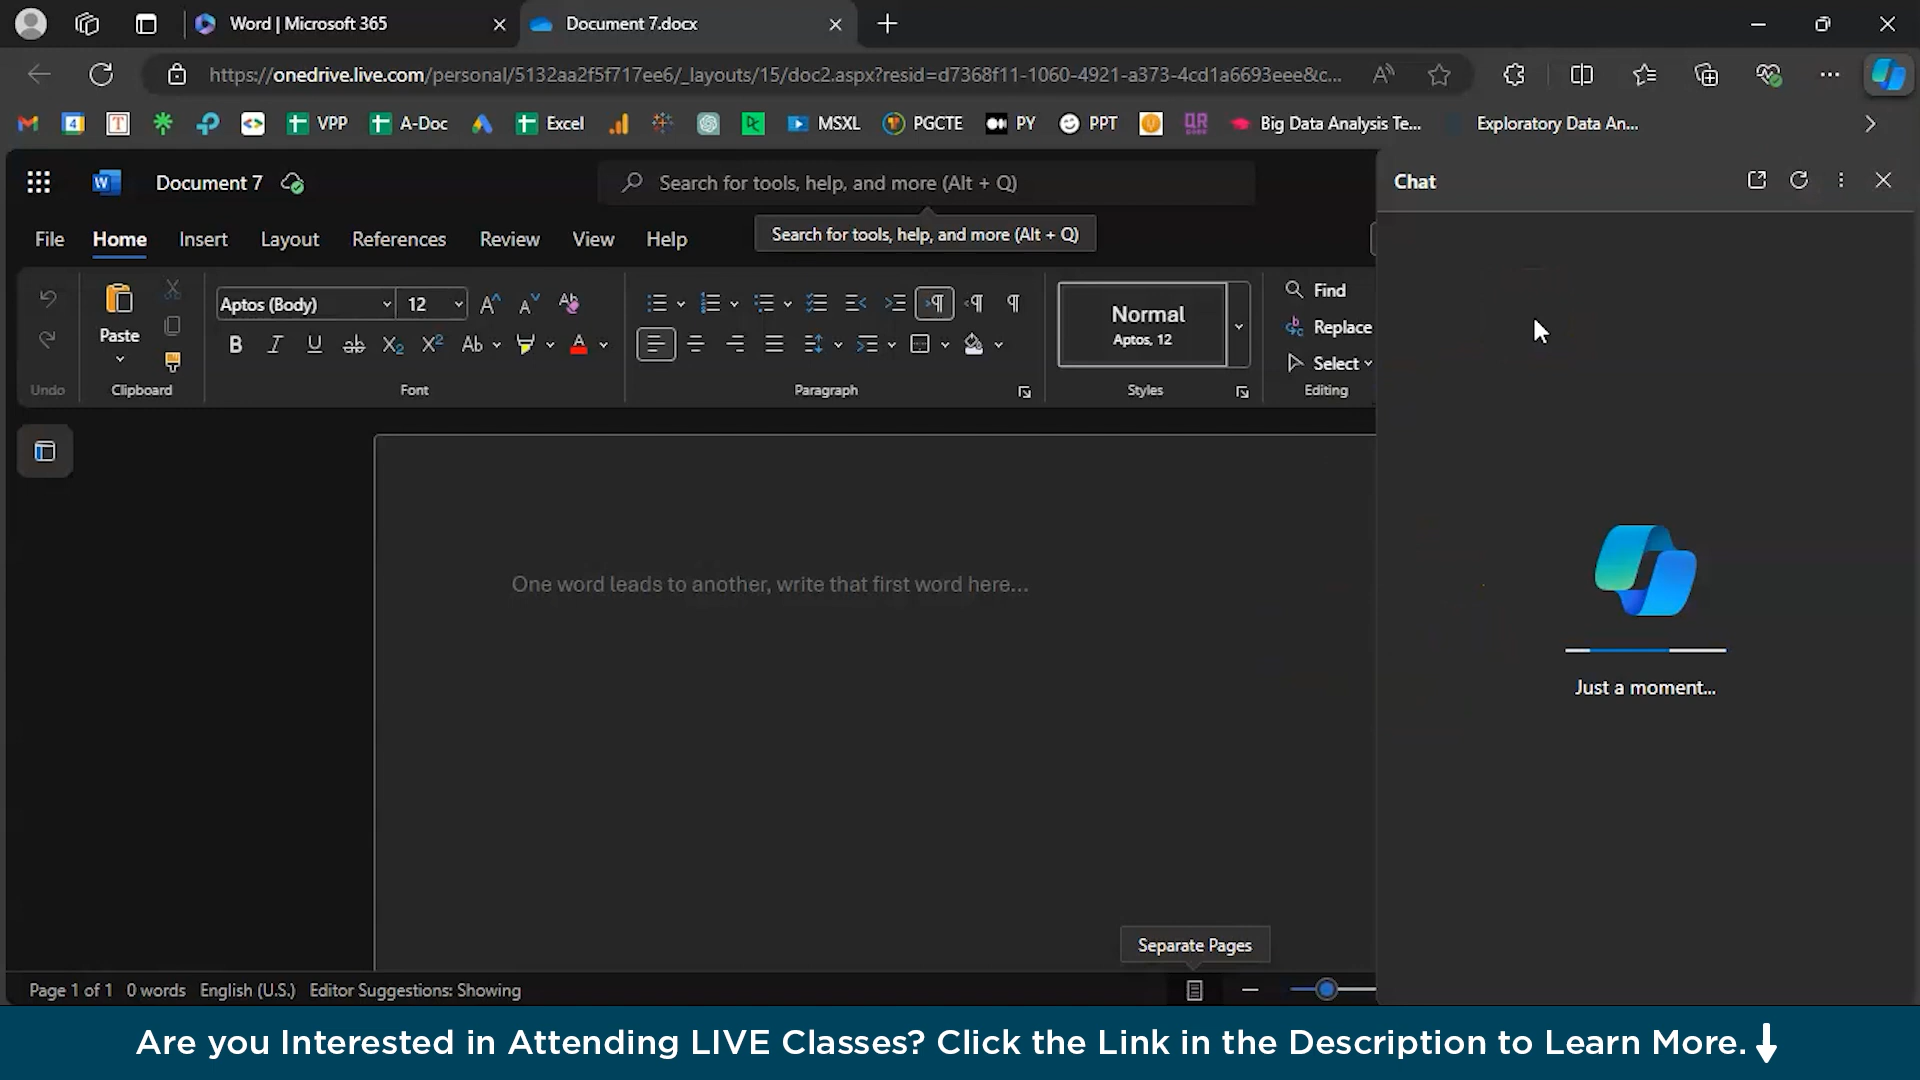 Word | Microsoft 365
Document 7.docx
https://onedrive.live.com/personal/5132aa2f5f717ee6/_layouts/15/doc2.aspx?resid=d7368f11-1060-4921-a373-4cd1a6693eee&c...
VPP
A-Doc
Excel
MSXL
PGCTE
PY
PPT
Big Data Analysis Te...
Exploratory Data An...
Document 7
Search for tools, help, and more (Alt + Q)
Chat
File Home Insert Layout References Review View Help
Search for tools, help, and more (Alt + Q)
Paste
Aptos (Body)
12
Normal
Aptos, 12
Find
Replace
Select
Undo
Clipboard
Font
Paragraph
Styles
Editing
One word leads to another, write that first word here...
Just a moment...
Separate Pages
Page 1 of 1 0 words English (U.S.) Editor Suggestions: Showing
Are you Interested in Attending LIVE Classes? Click the Link in the Description to Learn More.